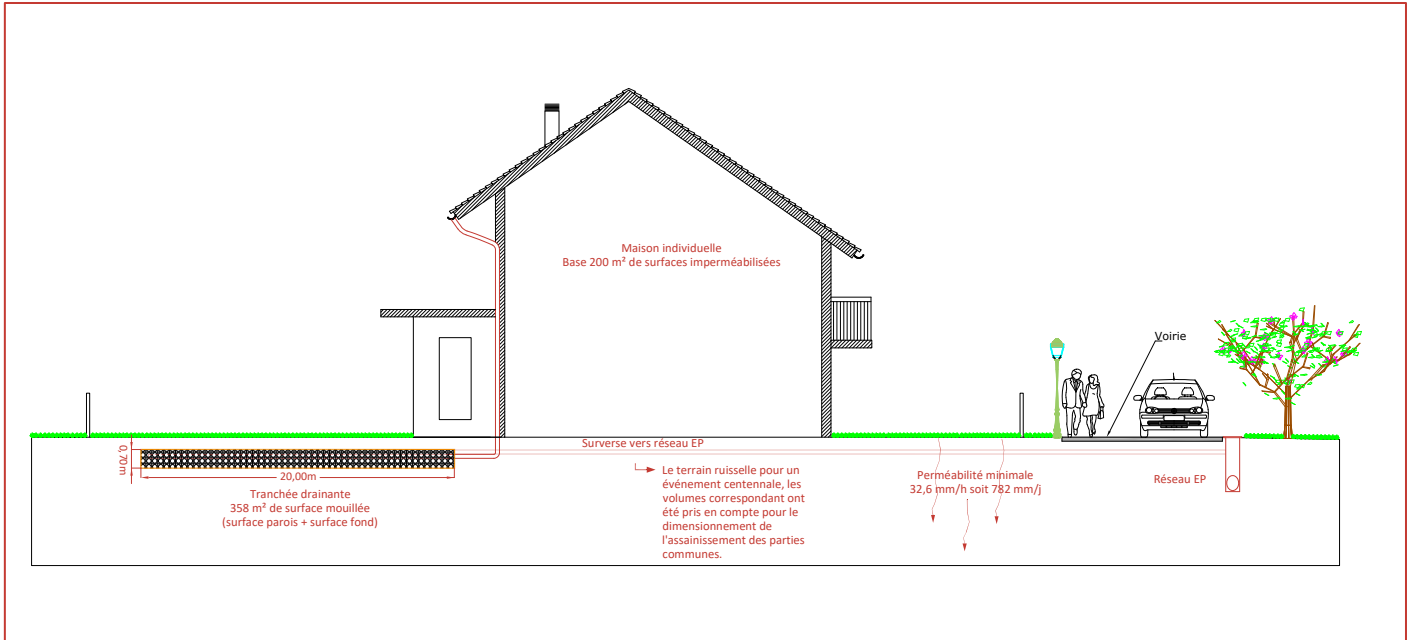 Maison individuelle
Base 200 m² de surfaces imperméabilisées
Voirie
Surverse vers réseau EP
0,70m
20,00m
Tranchée drainante
358 m² de surface mouillée
(surface parois + surface fond)
Le terrain ruisselle pour un
événement centennale, les
volumes correspondant ont
été pris en compte pour le
dimensionnement de
l'assainissement des parties
communes.
Perméabilité minimale
32,6 mm/h soit 782 mm/j
Réseau EP